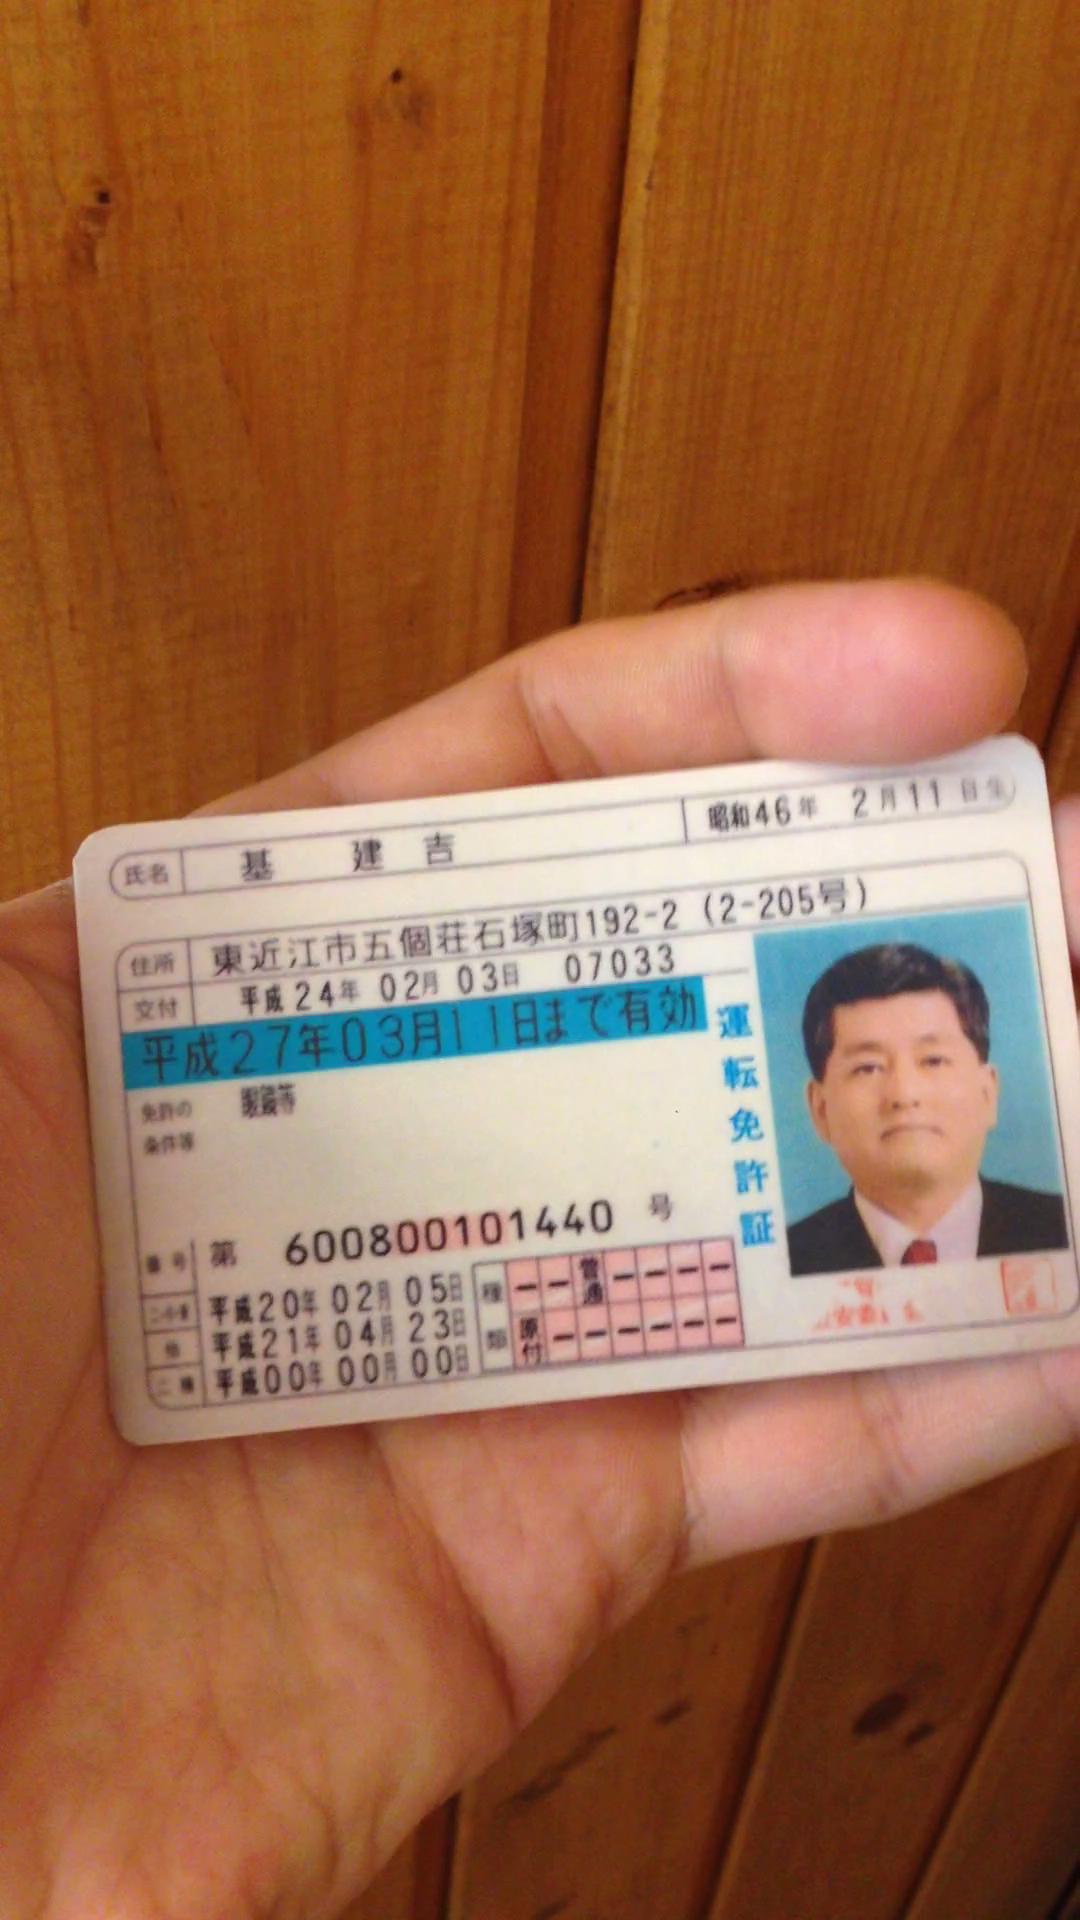 氏名 基 建 吉 昭和46年 2月11日生
住所 東近江市五個荘石塚町192-2 (2-205号)
交付 平成24年 02月 03日 07033
平成27年03月11日まで有効
免許の
条件等
眼鏡等
運転免許証
番号 第 600800101440 号
平成20年 02月 05日
他 平成21年 04月 23日
二種 平成00年 00月 00日
種類 ー ー 普通 ー ー ー ー
原付 ー ー ー ー ー ー